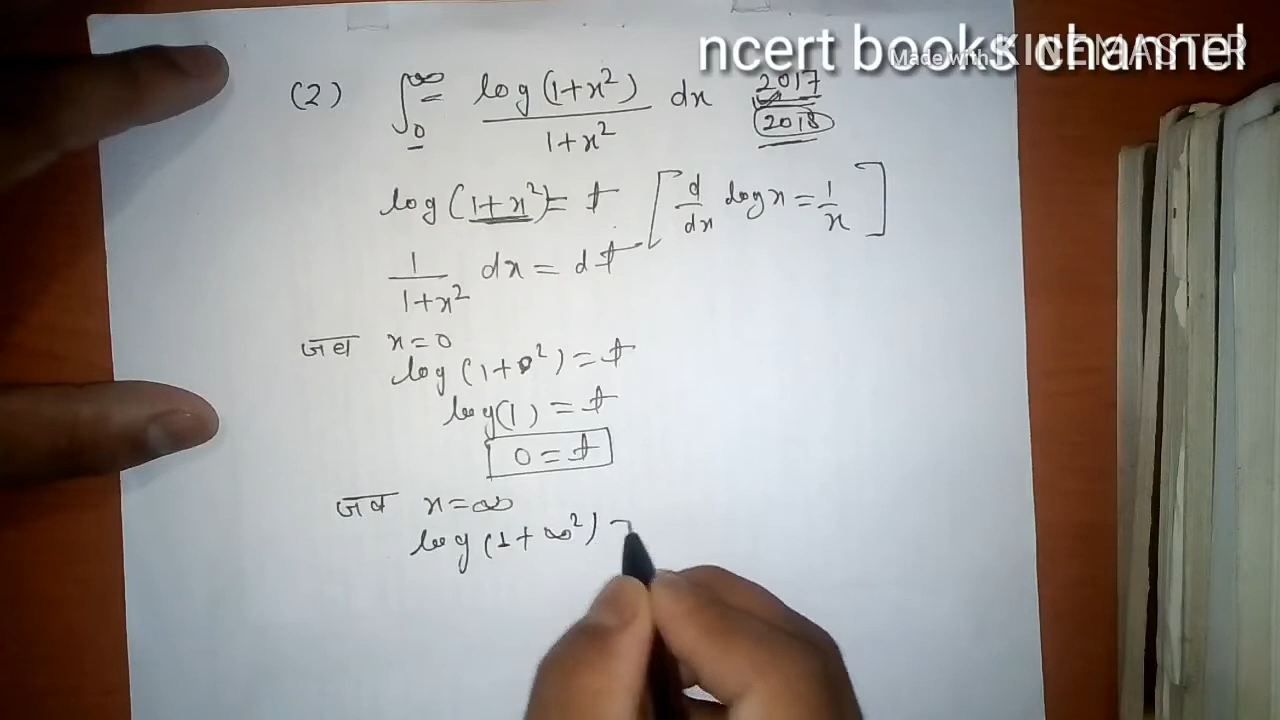 ncert books channel
Made with KINEMASTER
(2) ∫₀^∞ log(1+x²)/(1+x²) dx 2017
2018
log(1+x²) = t [d/dx log x = 1/x]
1/(1+x²) dx = dt
जब x=0
log(1+0²) = t
log(1) = t
0 = t
जब x=∞
log(1+∞²)